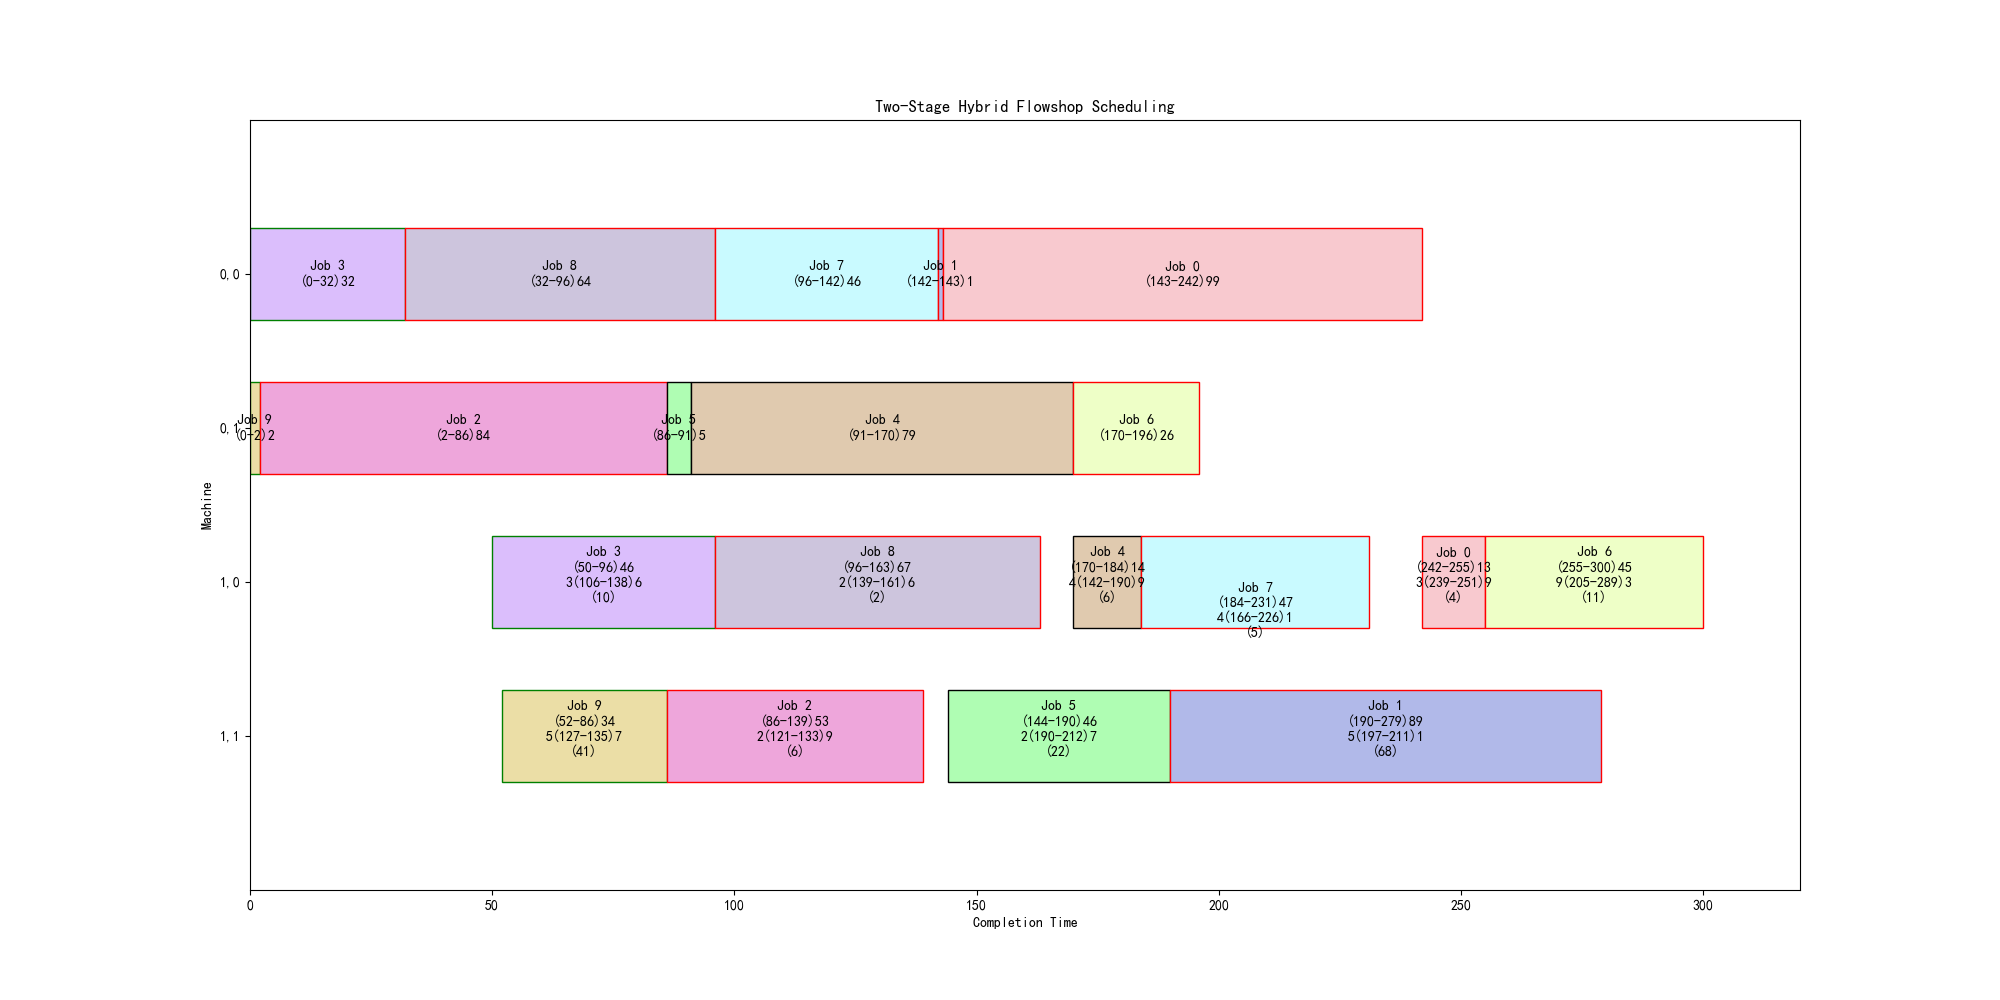 Two-Stage Hybrid Flowshop Scheduling
Machine
0,0
Job 3
(0-32)32
Job 8
(32-96)64
Job 7
(96-142)46
Job 1
(142-143)1
Job 0
(143-242)99
0,1
Job 9
(0-2)2
Job 2
(2-86)84
Job 5
(86-91)5
Job 4
(91-170)79
Job 6
(170-196)26
1,0
Job 3
(50-96)46
3(106-138)6
(10)
Job 8
(96-163)67
2(139-161)6
(2)
Job 4
(170-184)14
4(142-190)9
(6)
Job 7
(184-231)47
4(166-226)1
(5)
Job 0
(242-255)13
3(239-251)9
(4)
Job 6
(255-300)45
9(205-289)3
(11)
1,1
Job 9
(52-86)34
5(127-135)7
(41)
Job 2
(86-139)53
2(121-133)9
(6)
Job 5
(144-190)46
2(190-212)7
(22)
Job 1
(190-279)89
5(197-211)1
(68)
0 50 100 150 200 250 300
Completion Time